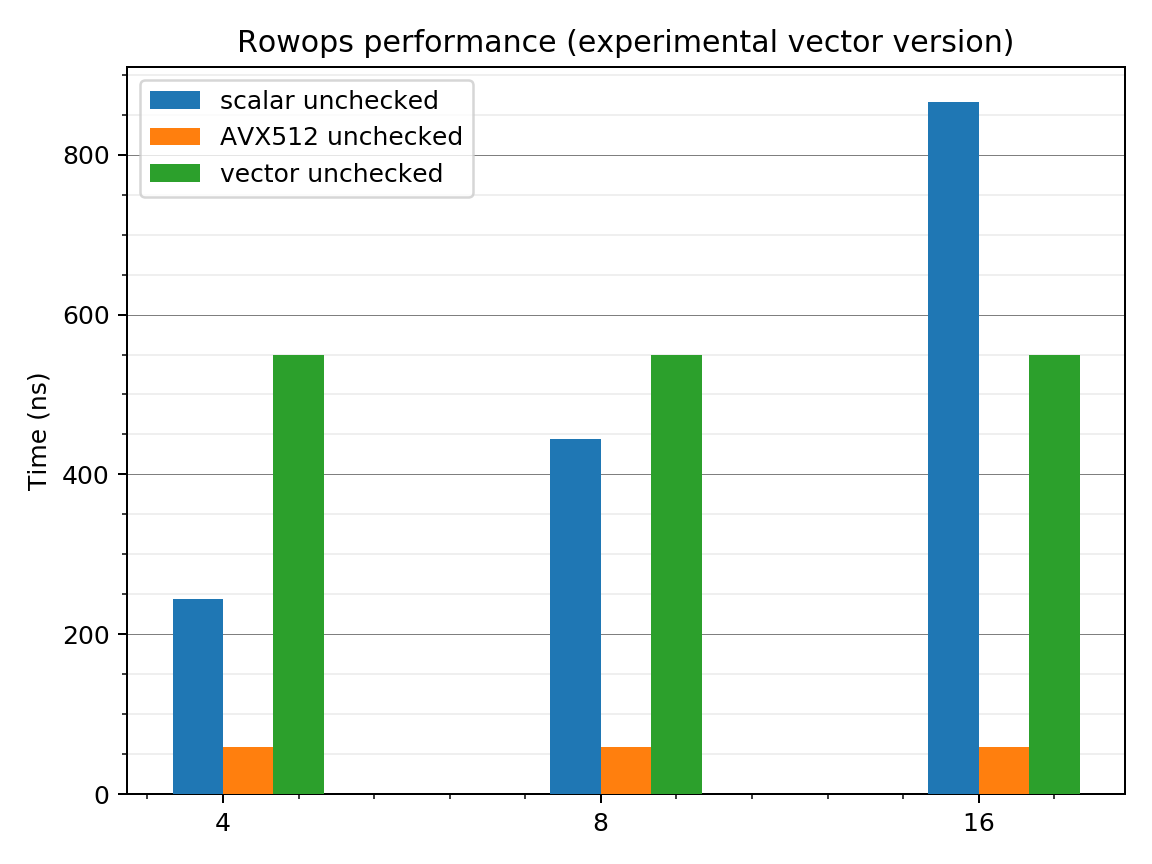 Rowops performance (experimental vector version)
scalar unchecked
AVX512 unchecked
vector unchecked
800
600
400
200
0
Time (ns)
4 8 16